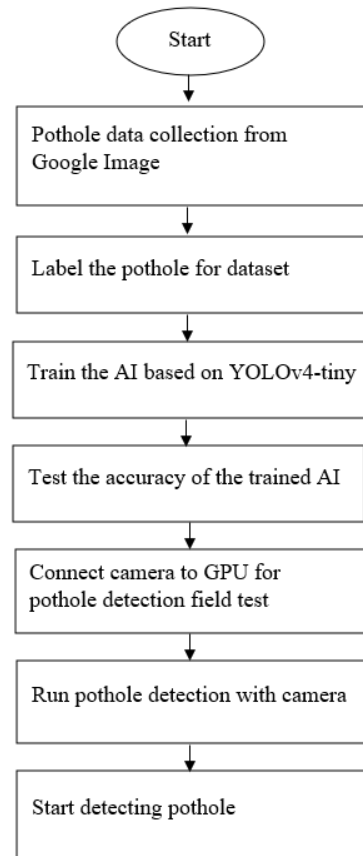 Start
Pothole data collection from
Google Image
Label the pothole for dataset
Train the AI based on YOLOv4-tiny
Test the accuracy of the trained AI
Connect camera to GPU for
pothole detection field test
Run pothole detection with camera
Start detecting pothole